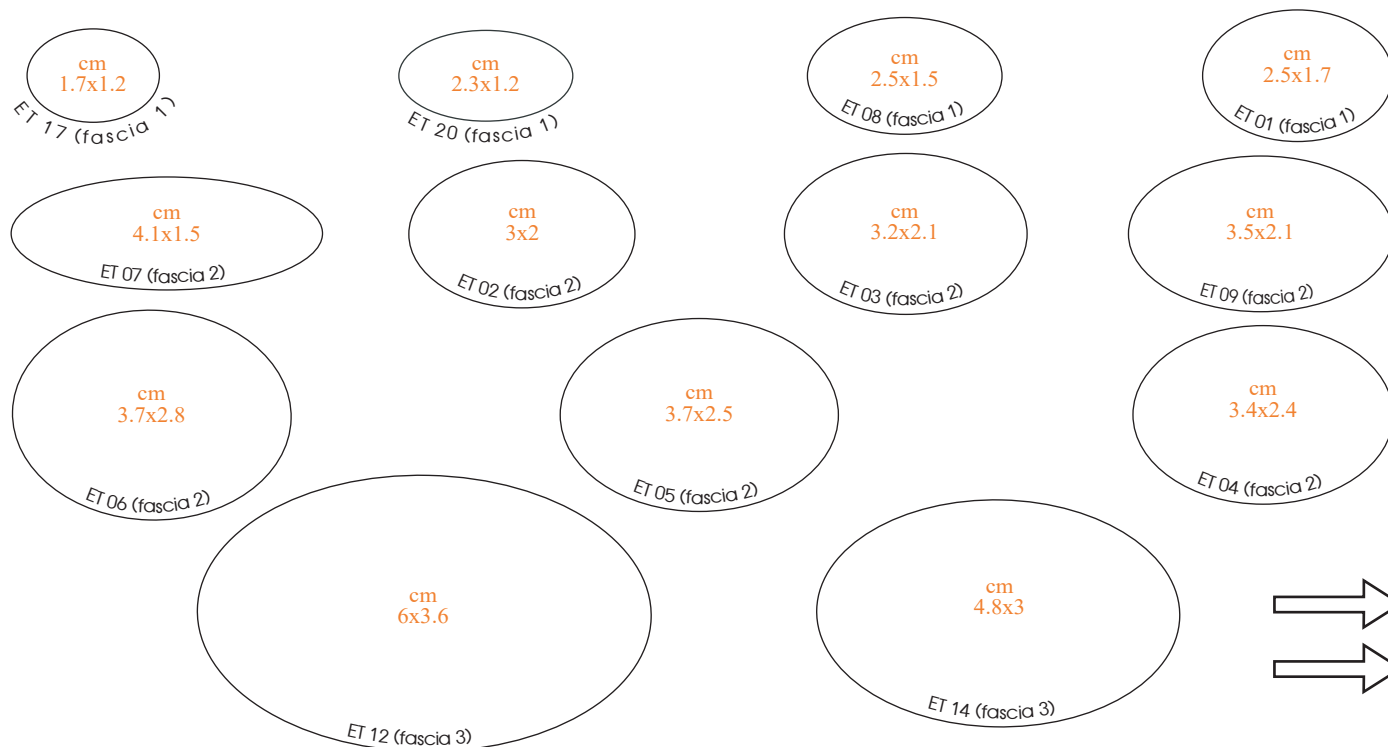 cm
1.7x1.2
ET 17 (fascia 1)
cm
2.3x1.2
ET 20 (fascia 1)
cm
2.5x1.5
ET 08 (fascia 1)
cm
2.5x1.7
ET 01 (fascia 1)
cm
4.1x1.5
ET 07 (fascia 2)
cm
3x2
ET 02 (fascia 2)
cm
3.2x2.1
ET 03 (fascia 2)
cm
3.5x2.1
ET 09 (fascia 2)
cm
3.7x2.8
ET 06 (fascia 2)
cm
3.7x2.5
ET 05 (fascia 2)
cm
3.4x2.4
ET 04 (fascia 2)
cm
6x3.6
ET 12 (fascia 3)
cm
4.8x3
ET 14 (fascia 3)